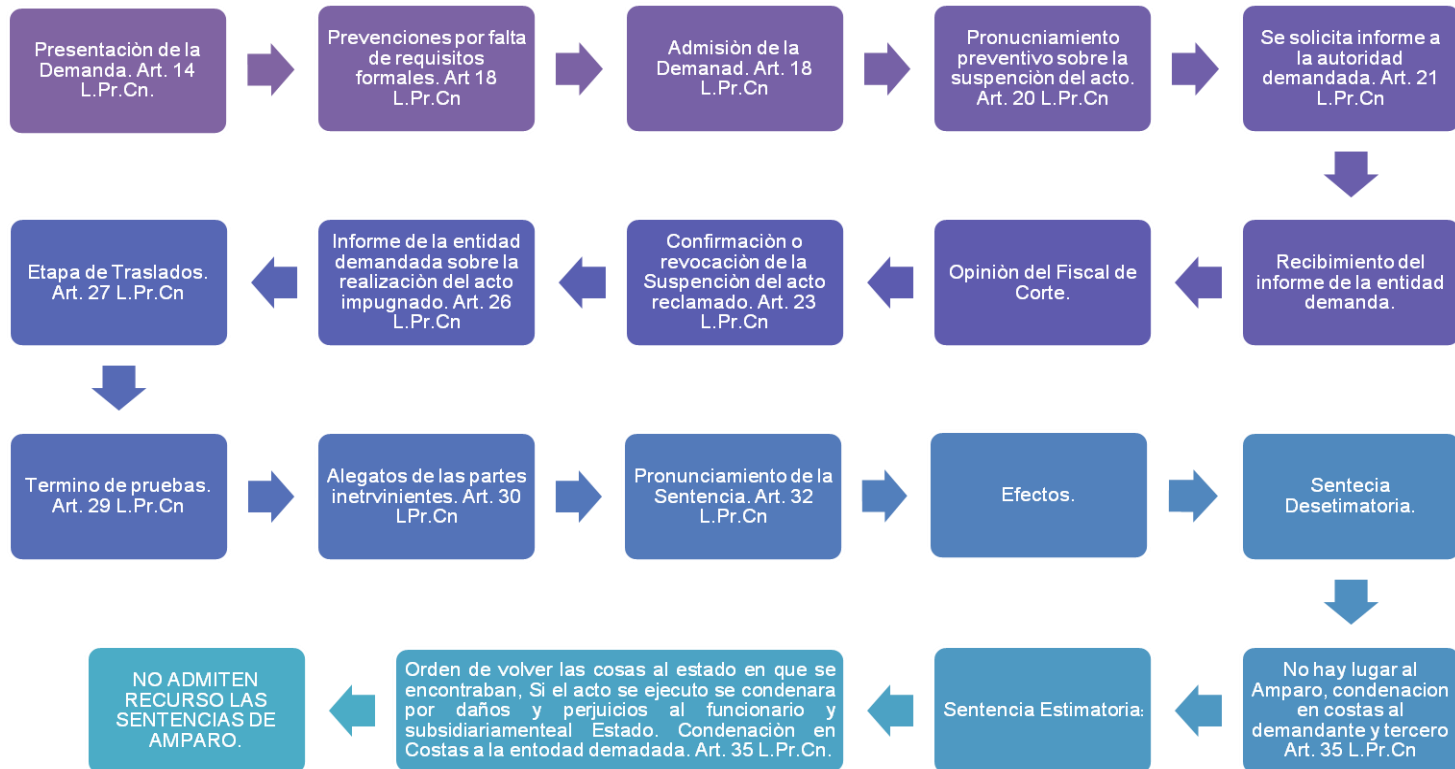 Presentaciòn de la
Demanda. Art. 14
L.Pr.Cn.
Prevenciones por falta
de requisitos
formales. Art 18
L.Pr.Cn
Admisiòn de la
Demanad. Art. 18
L.Pr.Cn
Pronucniamiento
preventivo sobre la
suspenciòn del acto.
Art. 20 L.Pr.Cn
Se solicita informe a
la autoridad
demandada. Art. 21
L.Pr.Cn
Recibimiento del
informe de la entidad
demanda.
Opiniòn del Fiscal de
Corte.
Confirmaciòn o
revocaciòn de la
Suspenciòn del acto
reclamado. Art. 23
L.Pr.Cn
Informe de la entidad
demandada sobre la
realizaciòn del acto
impugnado. Art. 26
L.Pr.Cn
Etapa de Traslados.
Art. 27 L.Pr.Cn
Termino de pruebas.
Art. 29 L.Pr.Cn
Alegatos de las partes
inetrvinientes. Art. 30
LPr.Cn
Pronunciamiento de la
Sentencia. Art. 32
L.Pr.Cn
Efectos.
Sentecia
Desetimatoria.
No hay lugar al
Amparo, condenacion
en costas al
demandante y tercero
Art. 35 L.Pr.Cn
Sentencia Estimatoria:
Orden de volver las cosas al estado en que se
encontraban, Si el acto se ejecuto se condenara
por daños y perjuicios al funcionario y
subsidiariamenteal Estado. Condenaciòn en
Costas a la entodad demadada. Art. 35 L.Pr.Cn.
NO ADMITEN
RECURSO LAS
SENTENCIAS DE
AMPARO.